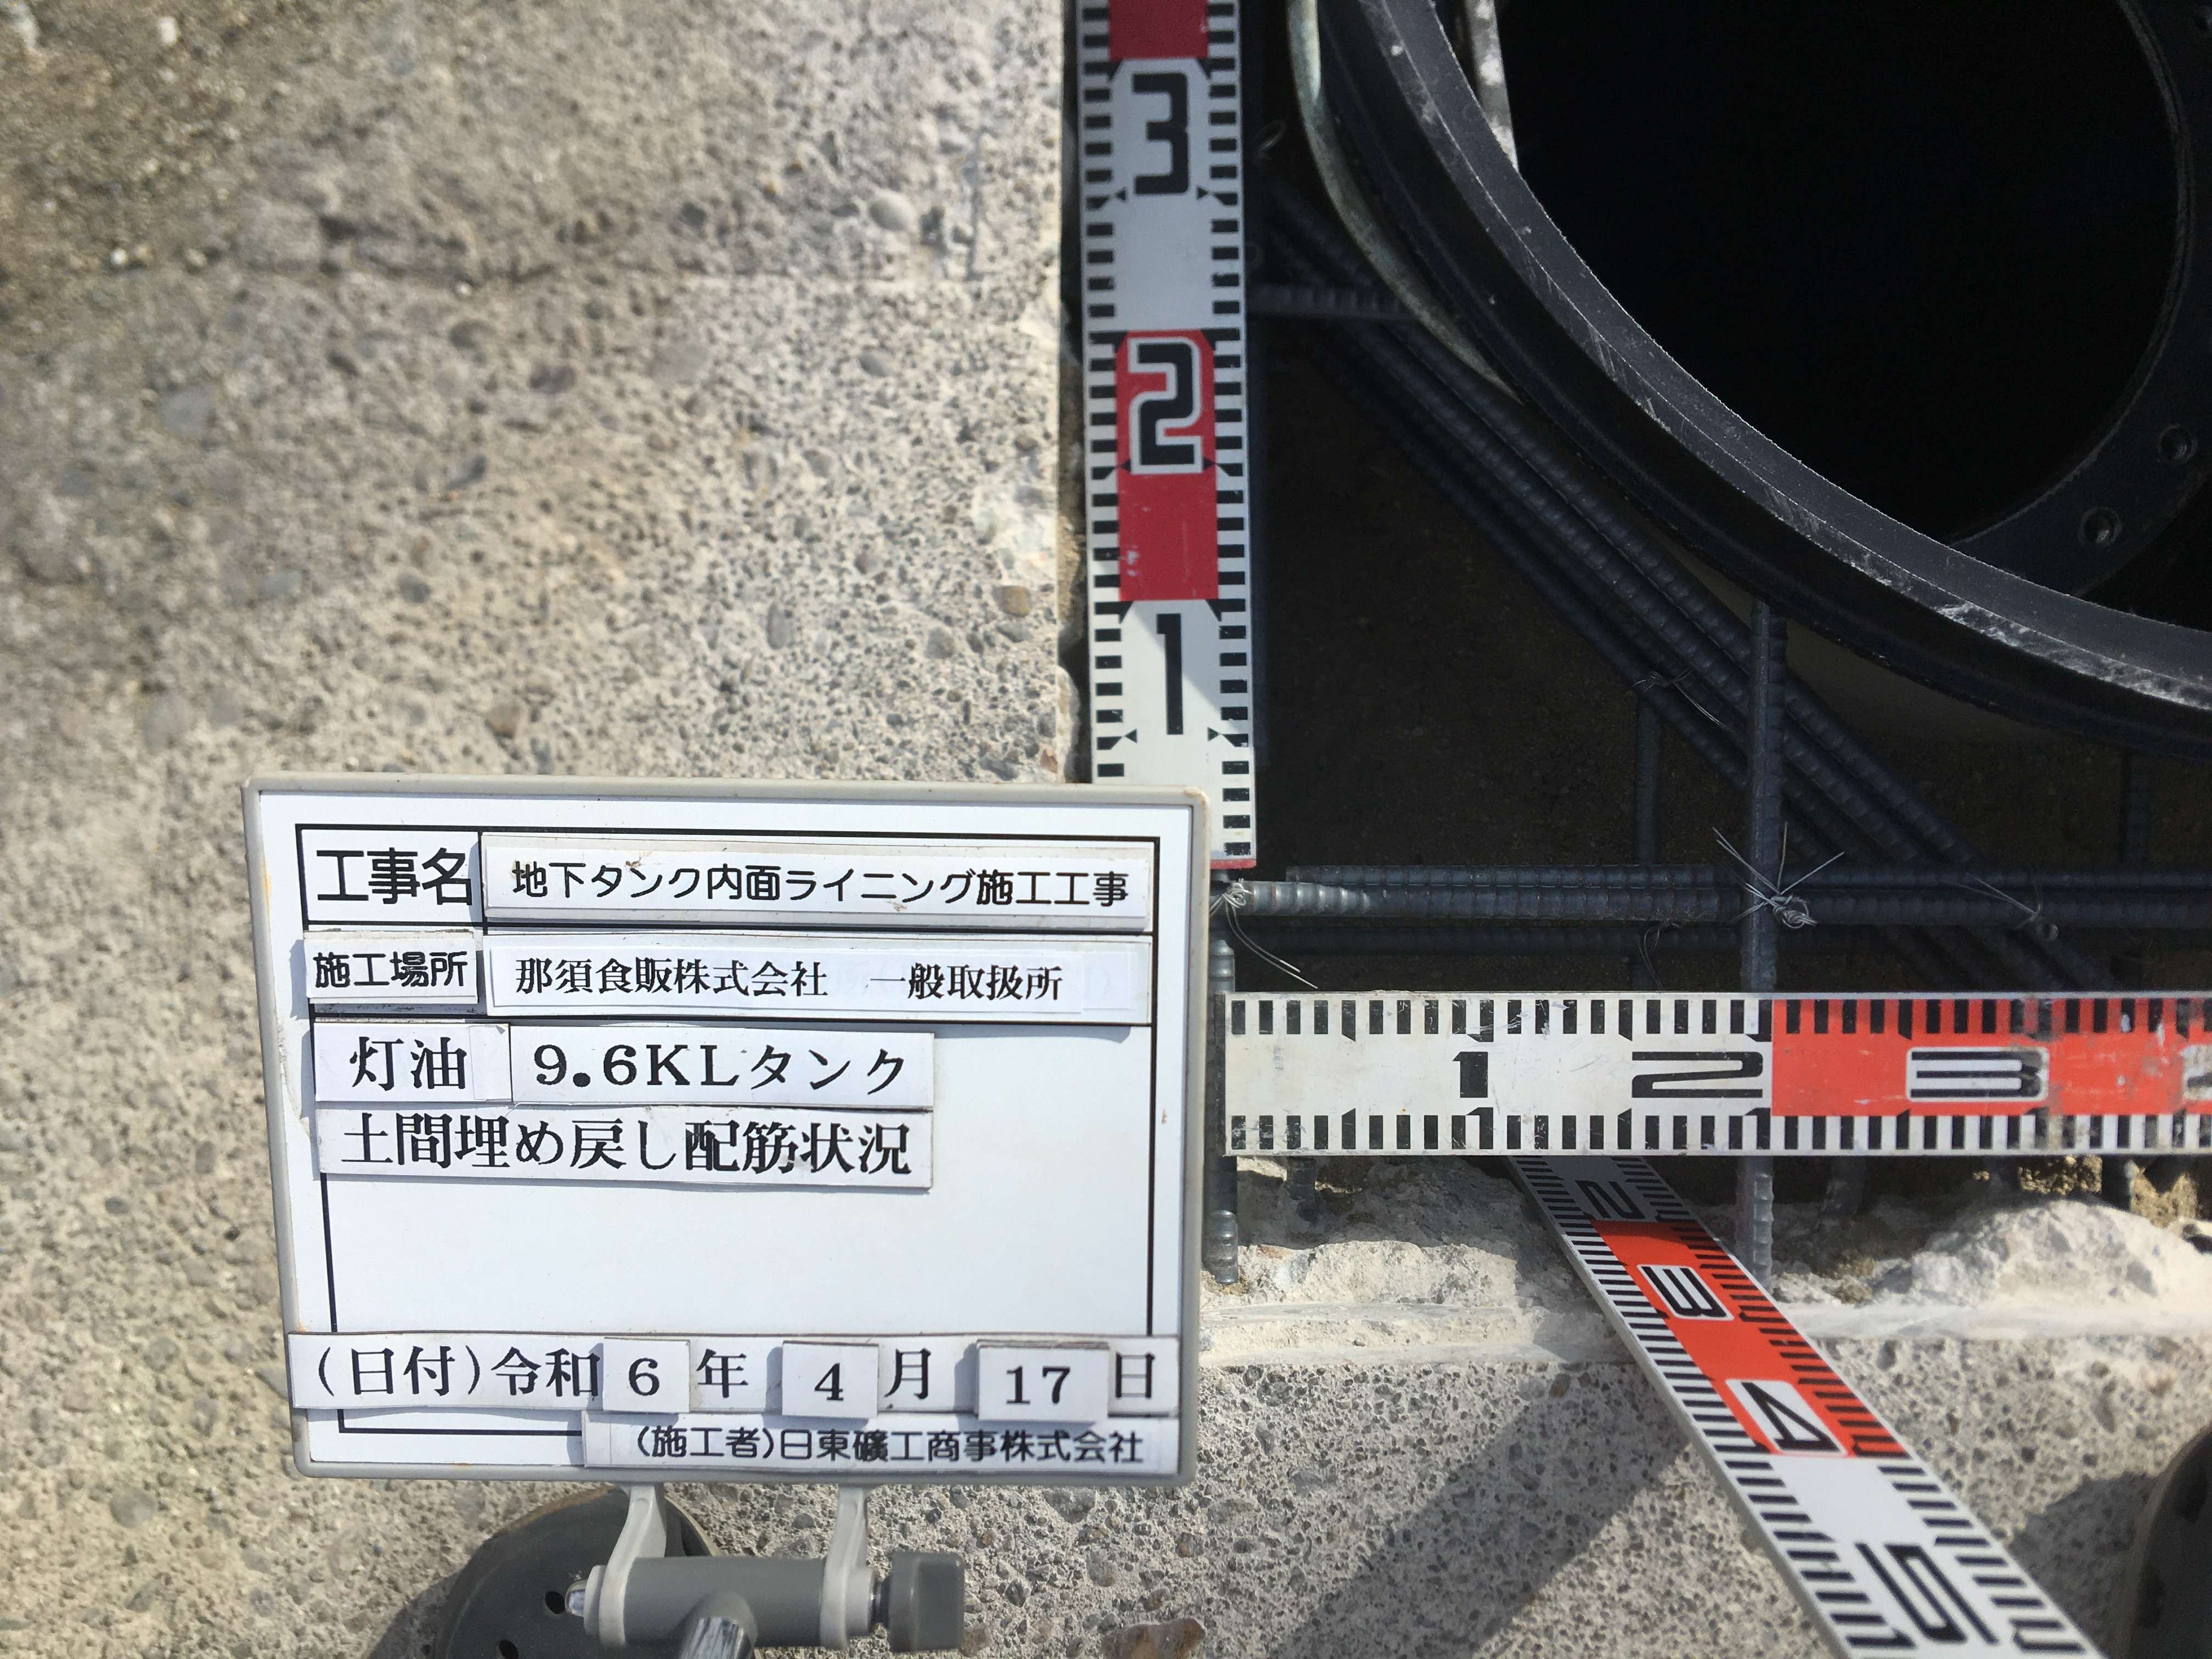 工事名 地下タンク内面ライニング施工工事
施工場所 那須食販株式会社 一般取扱所
灯油 9.6KLタンク
土間埋め戻し配筋状況
(日付)令和 6 年 4 月 17 日
(施工者)日東礦工商事株式会社
3
2
1
1 2 3
2
3
4
5